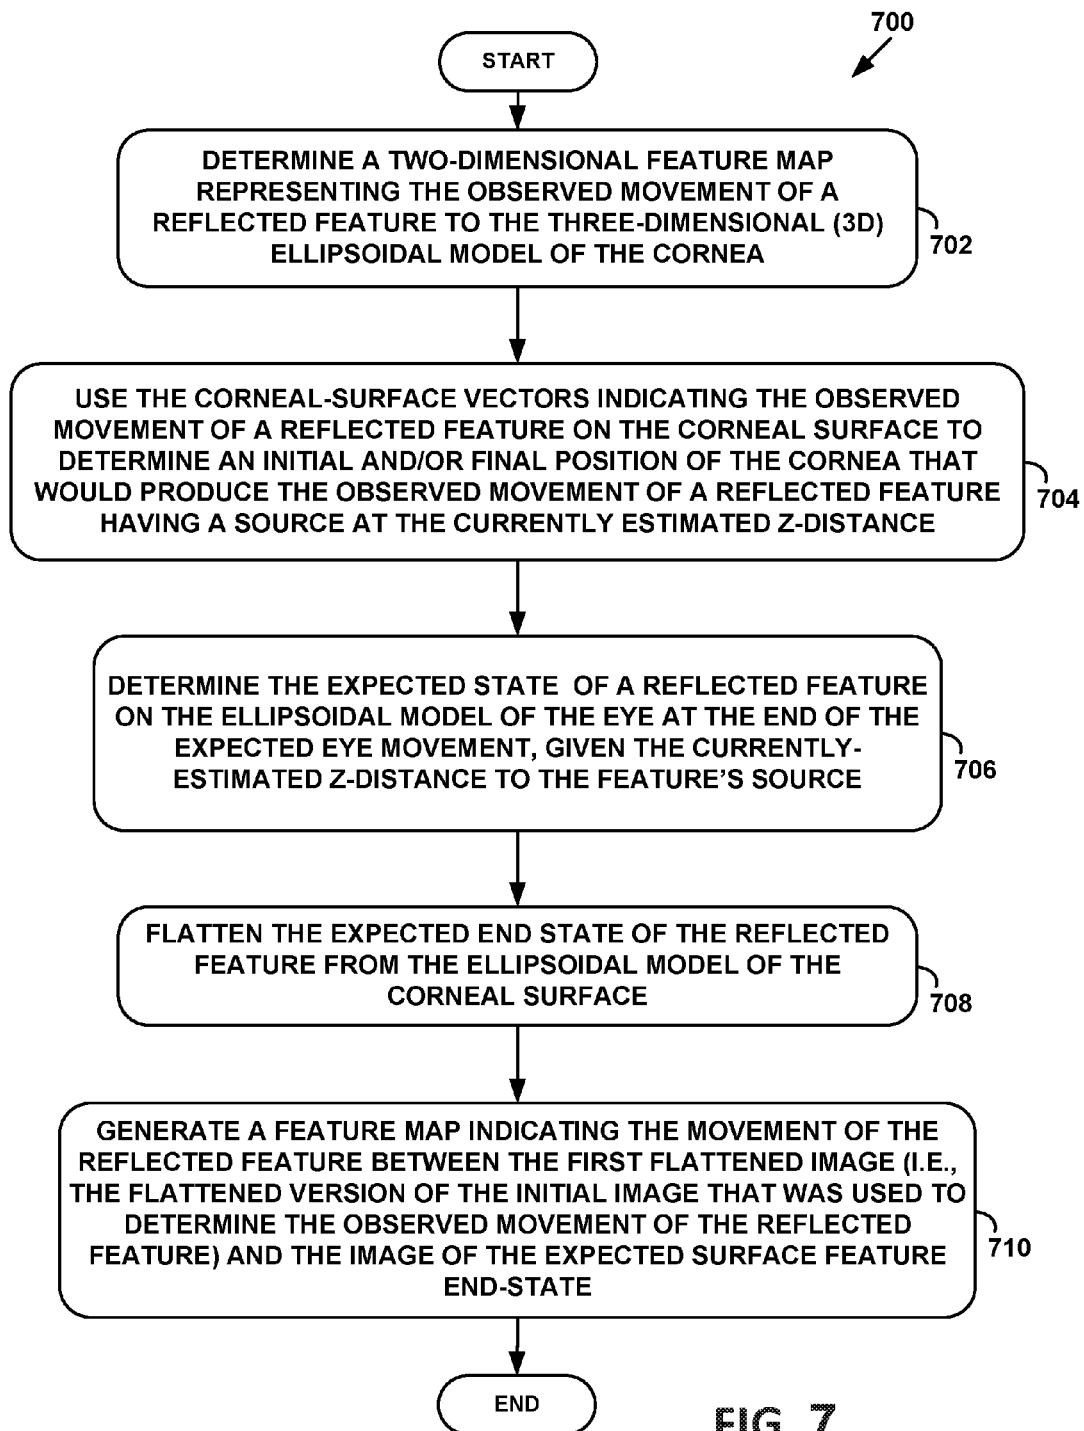 700
START
DETERMINE A TWO-DIMENSIONAL FEATURE MAP
REPRESENTING THE OBSERVED MOVEMENT OF A
REFLECTED FEATURE TO THE THREE-DIMENSIONAL (3D)
ELLIPSOIDAL MODEL OF THE CORNEA
702
USE THE CORNEAL-SURFACE VECTORS INDICATING THE OBSERVED
MOVEMENT OF A REFLECTED FEATURE ON THE CORNEAL SURFACE TO
DETERMINE AN INITIAL AND/OR FINAL POSITION OF THE CORNEA THAT
WOULD PRODUCE THE OBSERVED MOVEMENT OF A REFLECTED FEATURE
HAVING A SOURCE AT THE CURRENTLY ESTIMATED Z-DISTANCE
704
DETERMINE THE EXPECTED STATE OF A REFLECTED FEATURE
ON THE ELLIPSOIDAL MODEL OF THE EYE AT THE END OF THE
EXPECTED EYE MOVEMENT, GIVEN THE CURRENTLY-
ESTIMATED Z-DISTANCE TO THE FEATURE'S SOURCE
706
FLATTEN THE EXPECTED END STATE OF THE REFLECTED
FEATURE FROM THE ELLIPSOIDAL MODEL OF THE
CORNEAL SURFACE
708
GENERATE A FEATURE MAP INDICATING THE MOVEMENT OF THE
REFLECTED FEATURE BETWEEN THE FIRST FLATTENED IMAGE (I.E.,
THE FLATTENED VERSION OF THE INITIAL IMAGE THAT WAS USED TO
DETERMINE THE OBSERVED MOVEMENT OF THE REFLECTED
FEATURE) AND THE IMAGE OF THE EXPECTED SURFACE FEATURE
END-STATE
710
END
FIG. 7